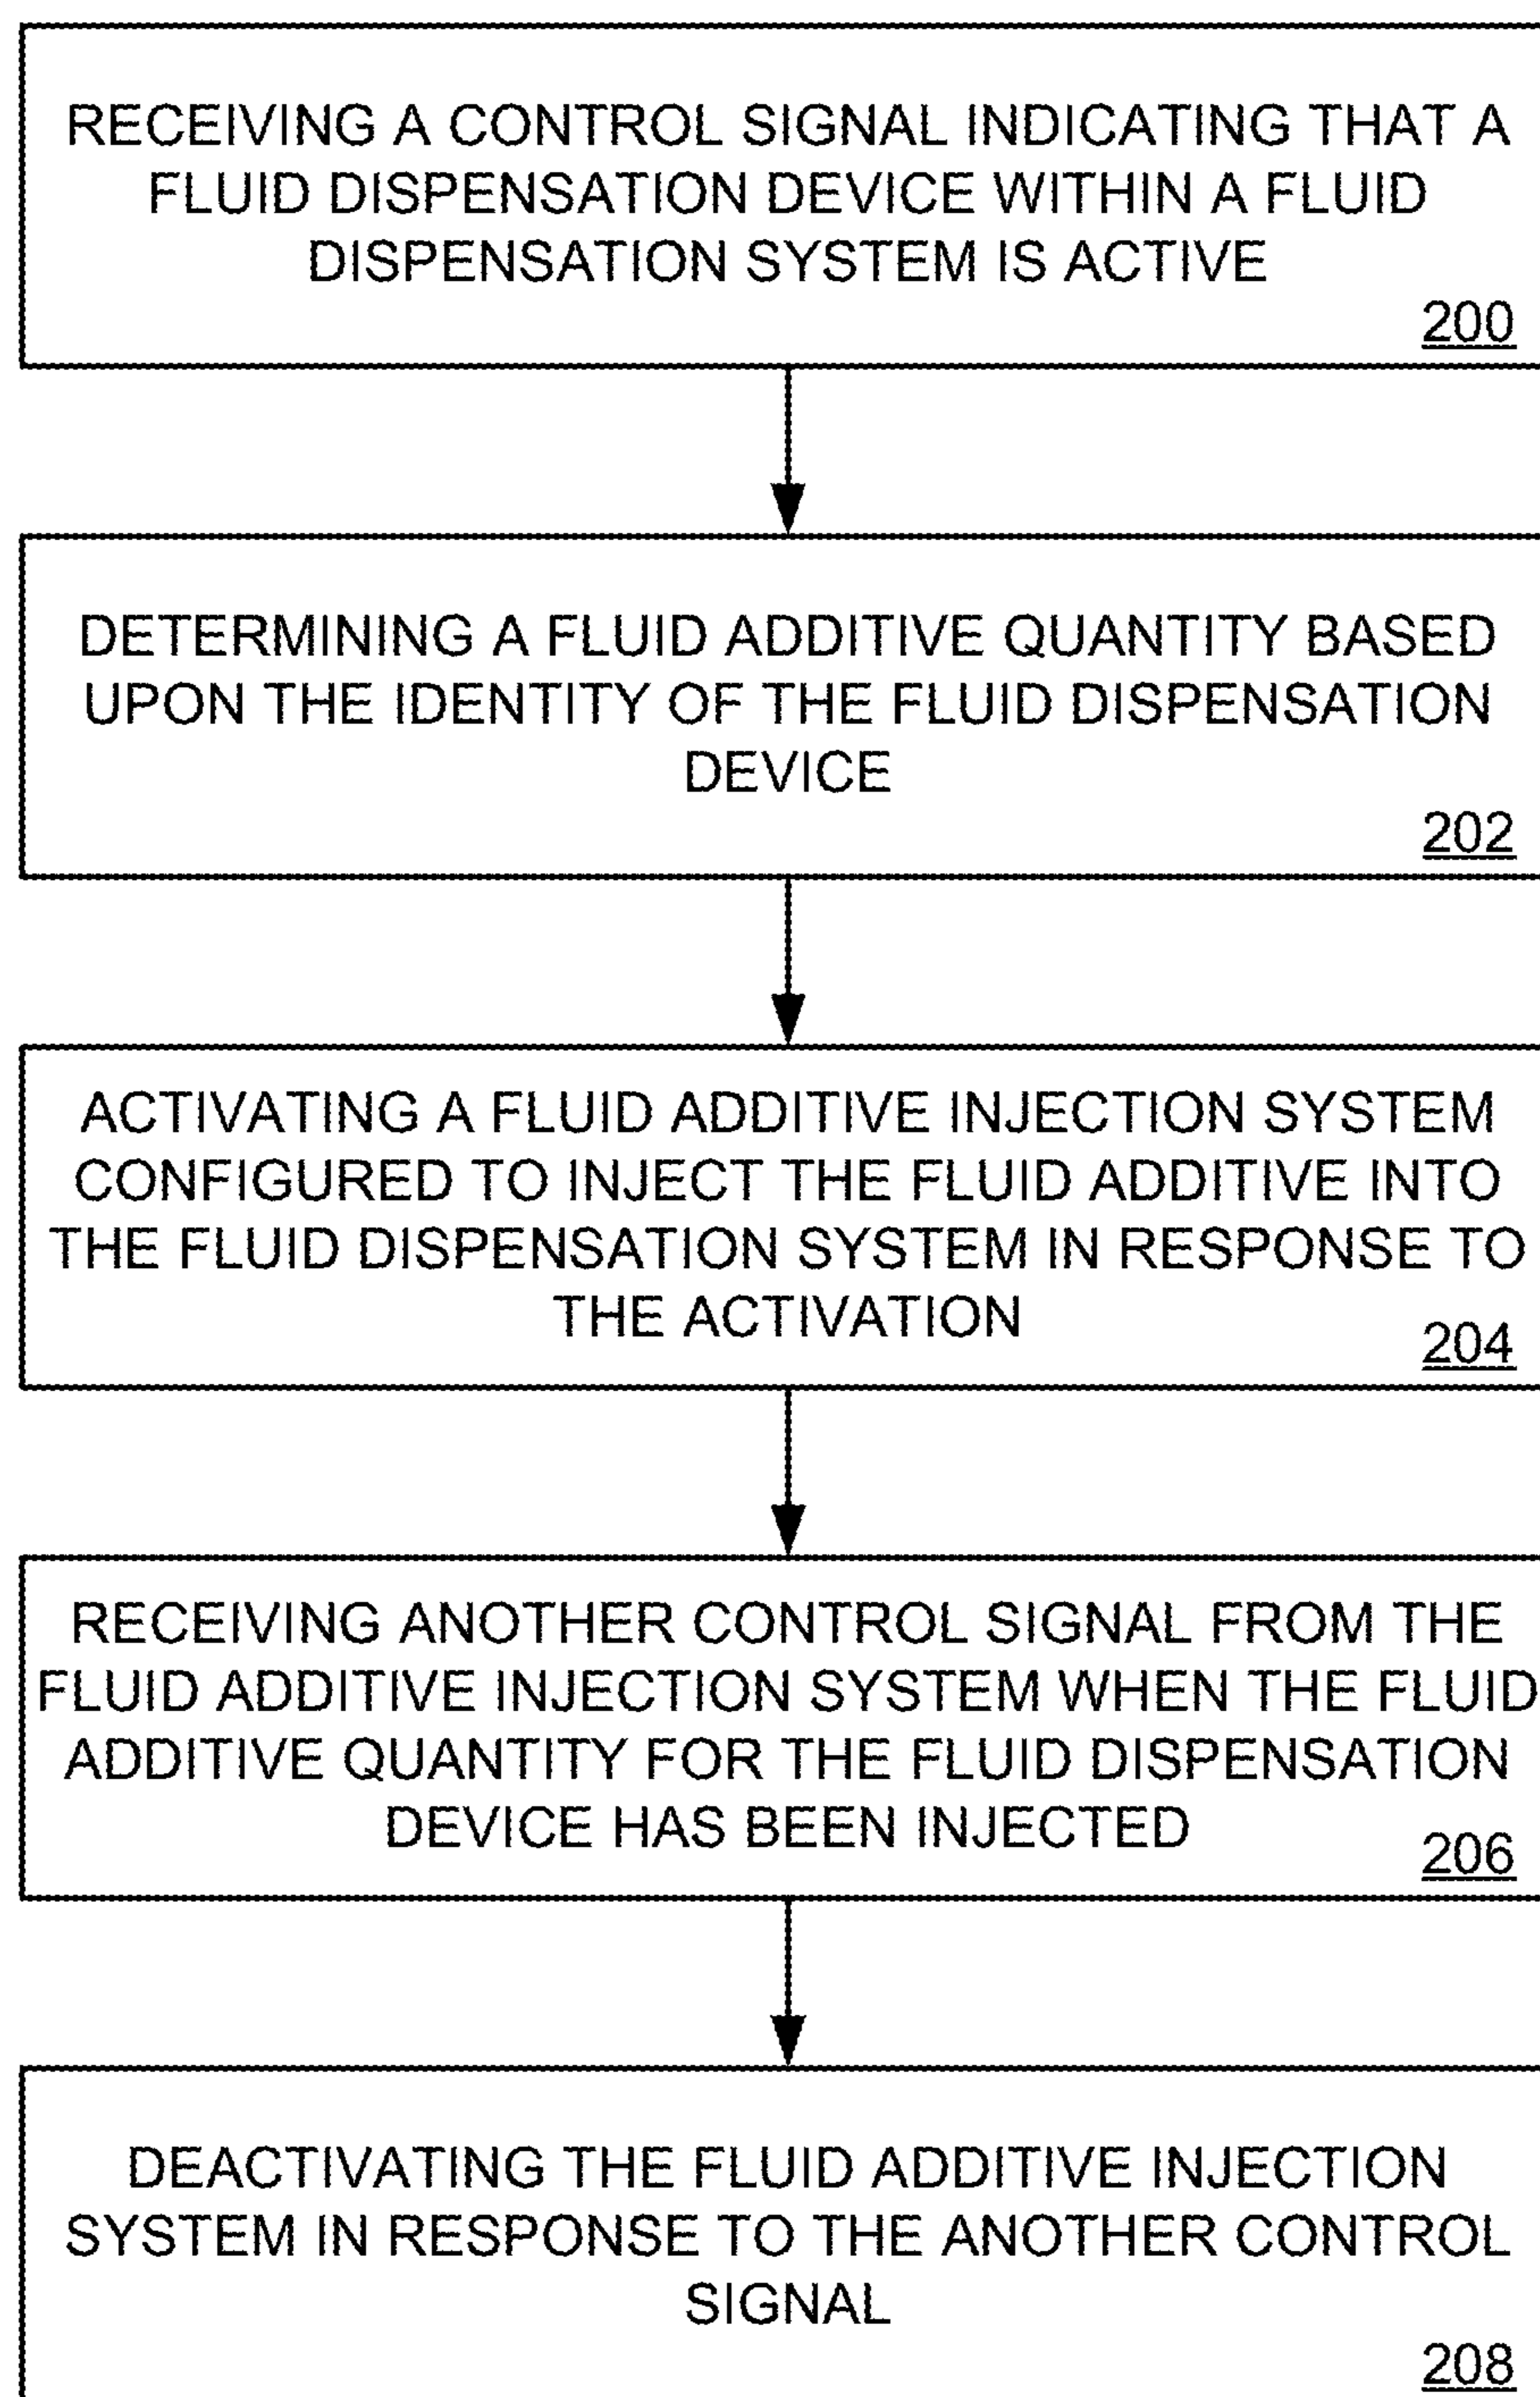 RECEIVING A CONTROL SIGNAL INDICATING THAT A
FLUID DISPENSATION DEVICE WITHIN A FLUID
DISPENSATION SYSTEM IS ACTIVE
200
DETERMINING A FLUID ADDITIVE QUANTITY BASED
UPON THE IDENTITY OF THE FLUID DISPENSATION
DEVICE
202
ACTIVATING A FLUID ADDITIVE INJECTION SYSTEM
CONFIGURED TO INJECT THE FLUID ADDITIVE INTO
THE FLUID DISPENSATION SYSTEM IN RESPONSE TO
THE ACTIVATION
204
RECEIVING ANOTHER CONTROL SIGNAL FROM THE
FLUID ADDITIVE INJECTION SYSTEM WHEN THE FLUID
ADDITIVE QUANTITY FOR THE FLUID DISPENSATION
DEVICE HAS BEEN INJECTED
206
DEACTIVATING THE FLUID ADDITIVE INJECTION
SYSTEM IN RESPONSE TO THE ANOTHER CONTROL
SIGNAL
208